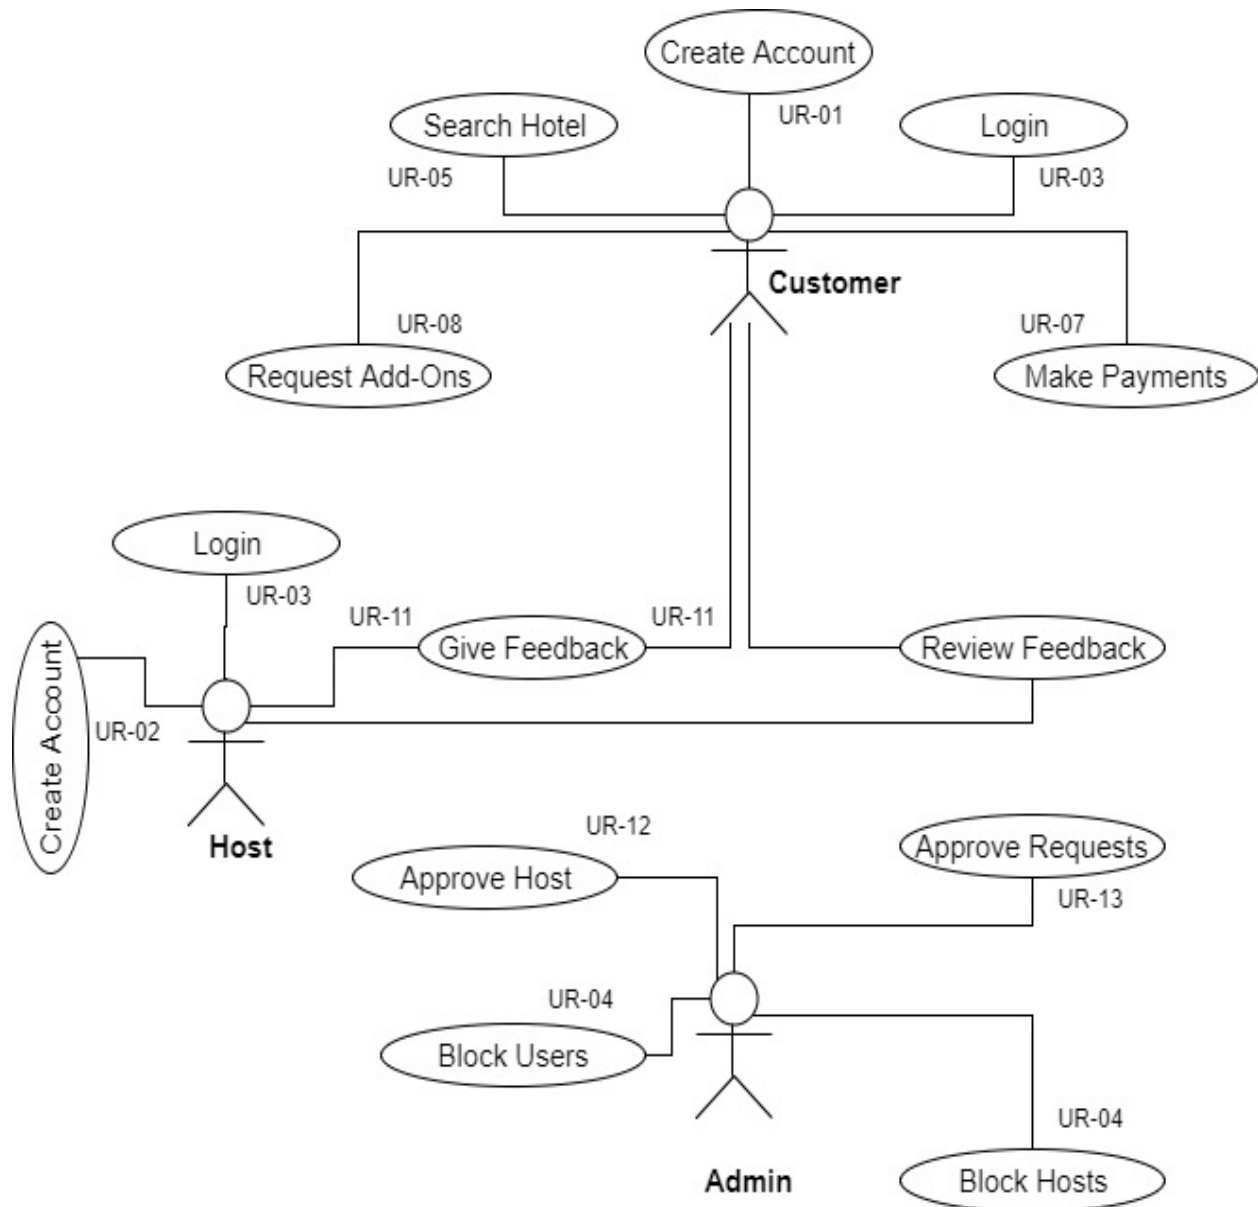 Create Account
UR-01
Search Hotel
Login
UR-05
UR-03
Customer
UR-08
UR-07
Request Add-Ons
Make Payments
Login
UR-03
UR-11
UR-11
Give Feedback
Review Feedback
Create Account
UR-02
Host
UR-12
Approve Requests
Approve Host
UR-13
UR-04
Block Users
UR-04
Admin
Block Hosts